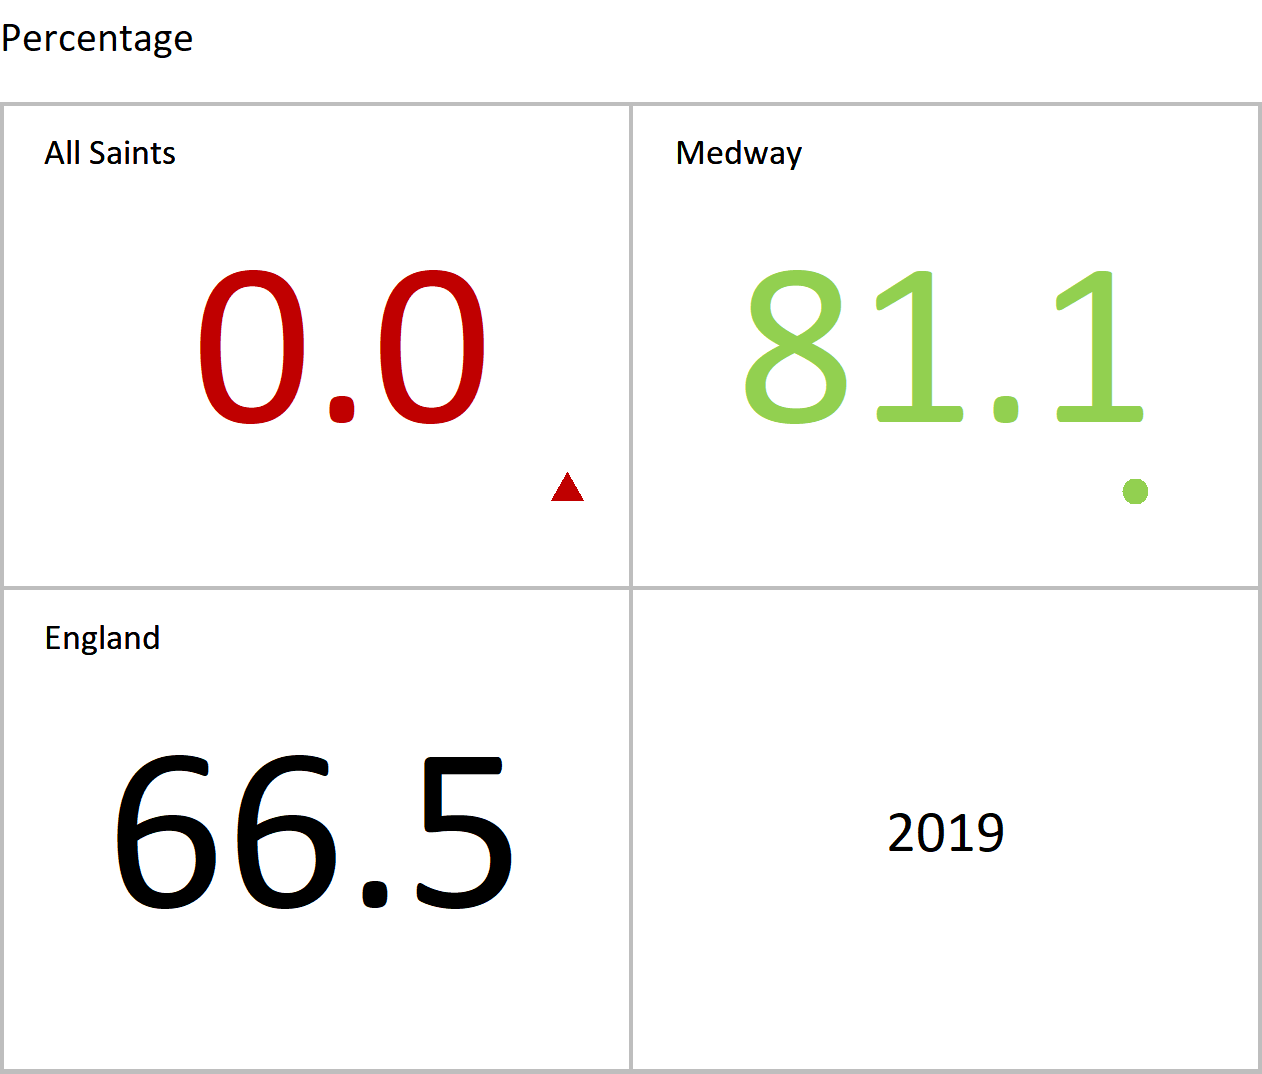 Percentage
All Saints
Medway
0.0
81.1
England
66.5
2019